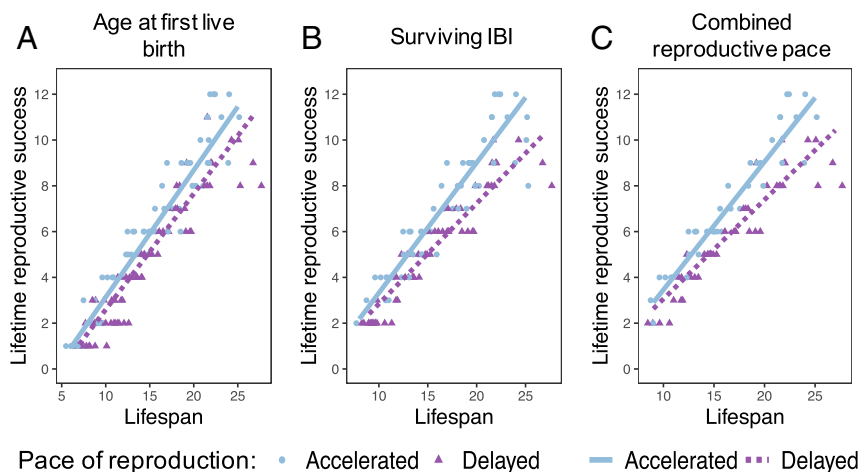 A
Age at first live
birth
B
Surviving IBI
C
Combined
reproductive pace
Lifetime reproductive success
12
10
8
6
4
2
0
5 10 15 20 25
Lifespan
Lifetime reproductive success
12
10
8
6
4
2
0
10 15 20 25
Lifespan
Lifetime reproductive success
12
10
8
6
4
2
0
10 15 20 25
Lifespan
Pace of reproduction: Accelerated Delayed Accelerated Delayed